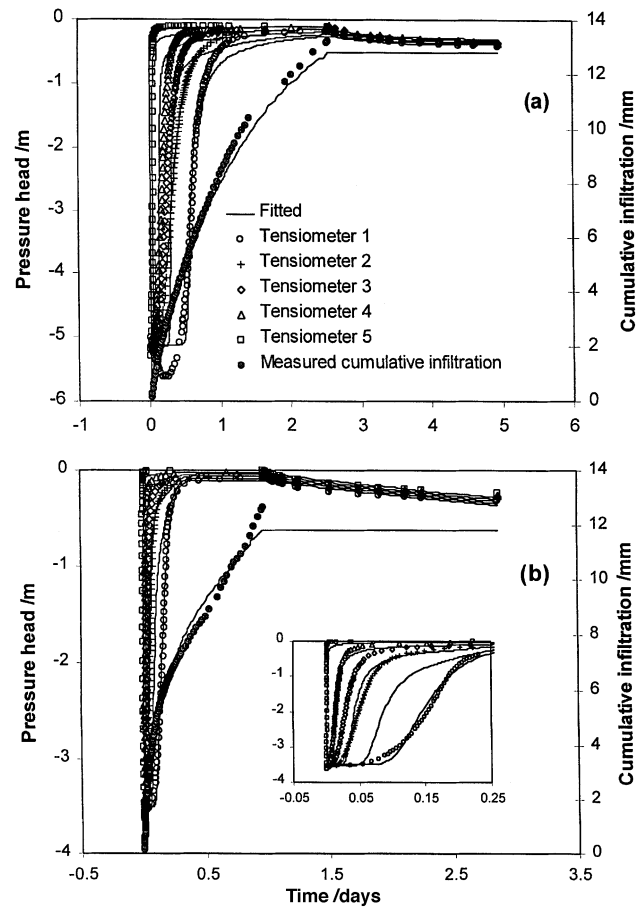 0
-1
-2
-3
-4
-5
-6
-1 0 1 2 3 4 5 6
14
12
10
8
6
4
2
0
Pressure head /m
Cumulative infiltration /mm
(a)
Fitted
Tensiometer 1
Tensiometer 2
Tensiometer 3
Tensiometer 4
Tensiometer 5
Measured cumulative infiltration
0
-1
-2
-3
-4
-0.5 0.5 1.5 2.5 3.5
14
12
10
8
6
4
2
0
Pressure head /m
Cumulative infiltration /mm
(b)
0
-1
-2
-3
-4
-0.05 0.05 0.15 0.25
Time /days